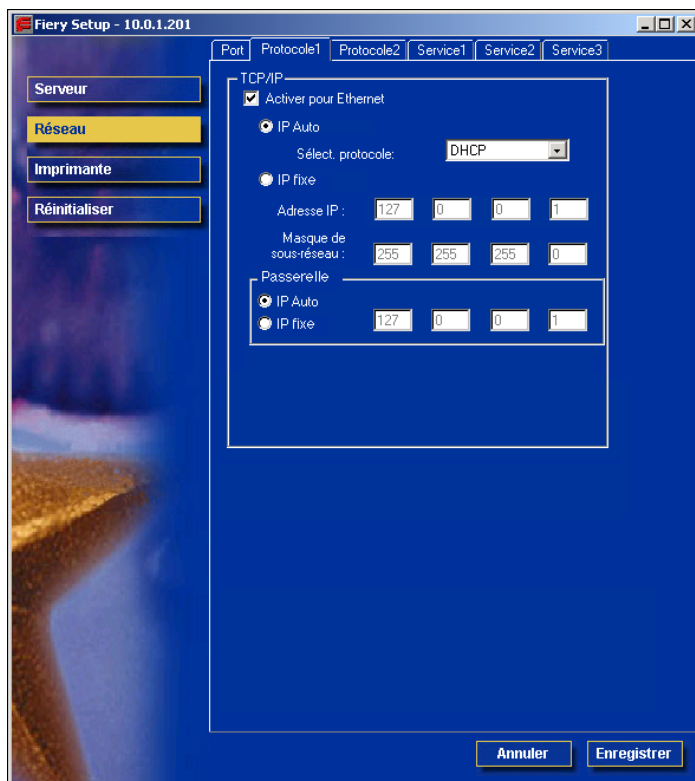 Fiery Setup - 10.0.1.201
Port Protocole1 Protocole2 Service1 Service2 Service3
Serveur
Réseau
Imprimante
Réinitialiser
TCP/IP
Activer pour Ethernet
IP Auto
Sélect. protocole: DHCP
IP fixe
Adresse IP : 127 0 0 1
Masque de
sous-réseau : 255 255 255 0
Passerelle
IP Auto
IP fixe 127 0 0 1
Annuler Enregistrer